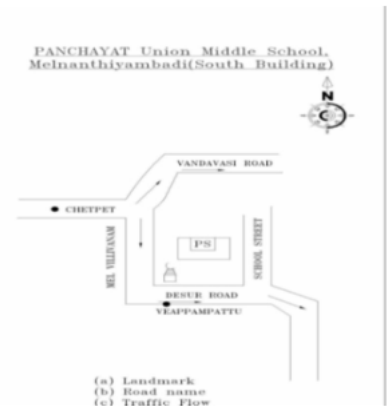 PANCHAYAT Union Middle School,
Melnanthiyambadi(South Building)
N
VANDAVASI ROAD
CHETPET
MEL VILLIVANAM
PS
SCHOOL STREET
DESUR ROAD
VEAPPAMPATTU
(a) Landmark
(b) Road name
(c) Traffic Flow